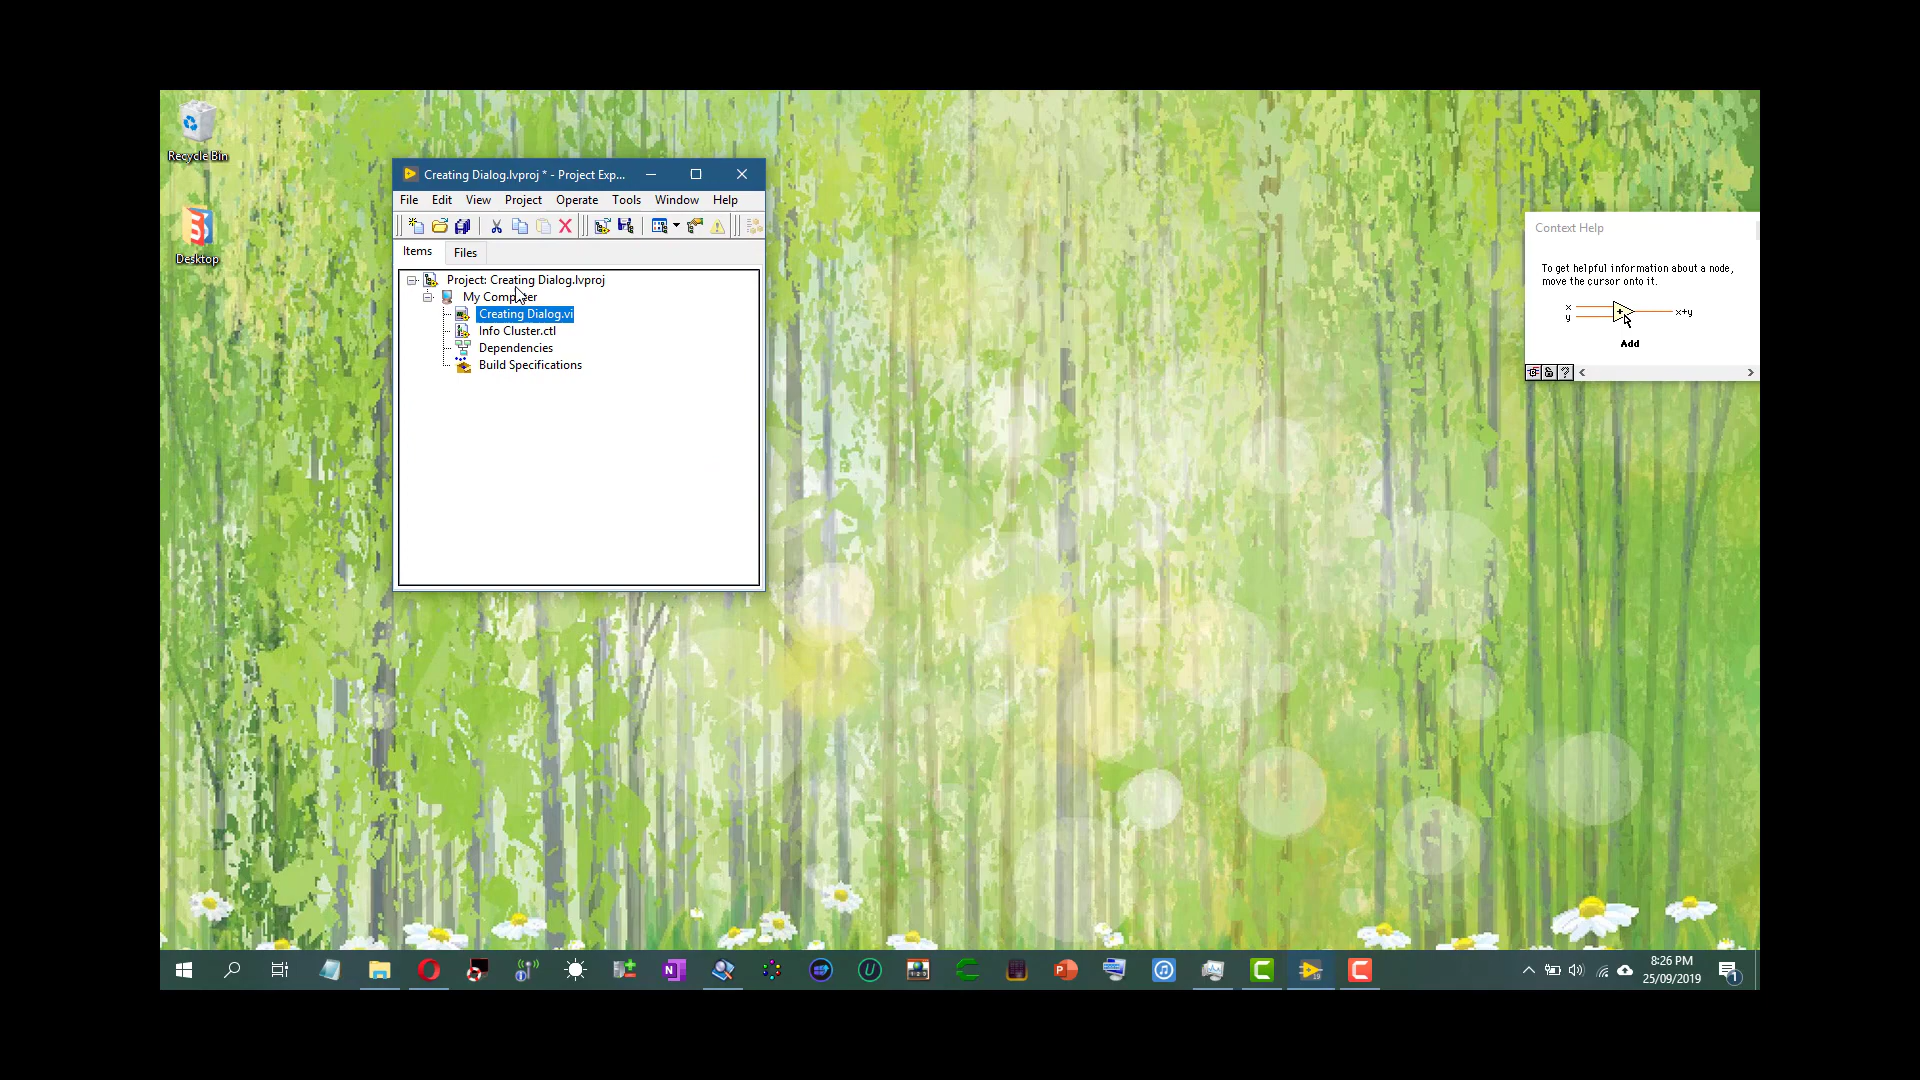 Recycle Bin
Desktop
Creating Dialog.lvproj * - Project Exp...
File Edit View Project Operate Tools Window Help
Items Files
Project: Creating Dialog.lvproj
My Computer
Creating Dialog.vi
Info Cluster.ctl
Dependencies
Build Specifications
Context Help
To get helpful information about a node,
move the cursor onto it.
x
y
x+y
Add
8:26 PM
25/09/2019